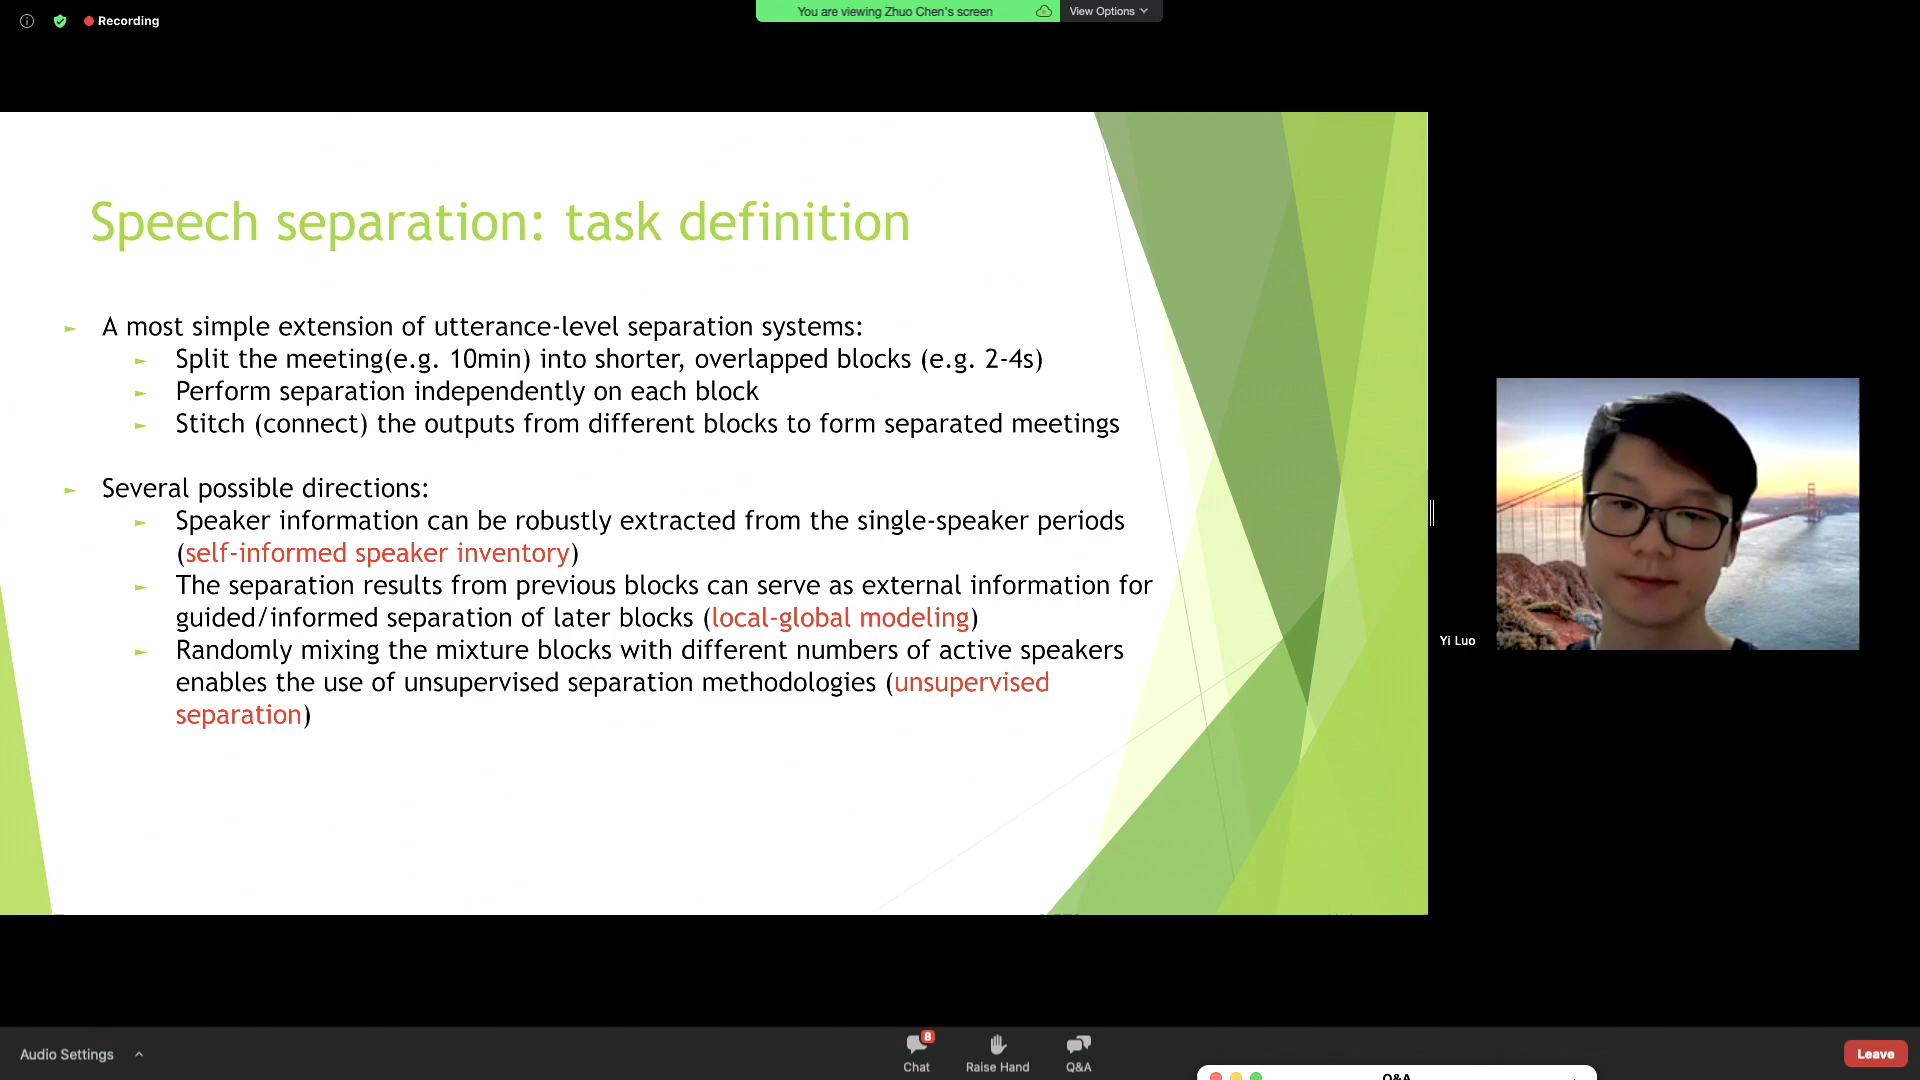 Recording
You are viewing Zhuo Chen's screen
View Options
Speech separation: task definition
A most simple extension of utterance-level separation systems:
Split the meeting(e.g. 10min) into shorter, overlapped blocks (e.g. 2-4s)
Perform separation independently on each block
Stitch (connect) the outputs from different blocks to form separated meetings
Several possible directions:
Speaker information can be robustly extracted from the single-speaker periods
(self-informed speaker inventory)
The separation results from previous blocks can serve as external information for
guided/informed separation of later blocks (local-global modeling)
Randomly mixing the mixture blocks with different numbers of active speakers
enables the use of unsupervised separation methodologies (unsupervised
separation)
Yi Luo
Audio Settings
8
Chat
Raise Hand
Q&A
Leave
Q&A